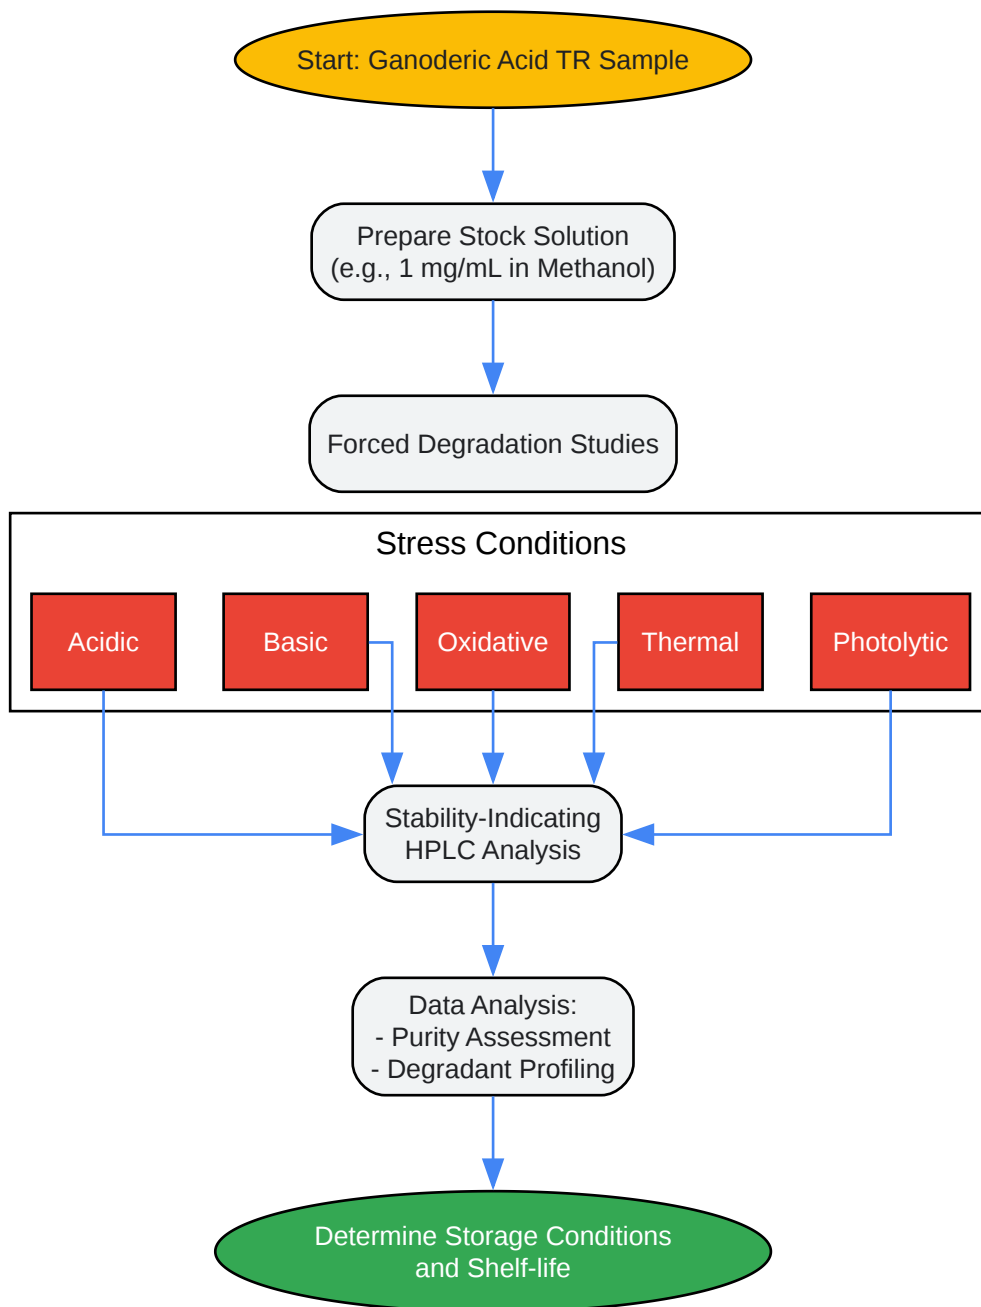 Start: Ganoderic Acid TR Sample
Prepare Stock Solution
(e.g., 1 mg/mL in Methanol)
Forced Degradation Studies
Stress Conditions
Acidic
Basic
Oxidative
Thermal
Photolytic
Stability-Indicating
HPLC Analysis
Data Analysis:
- Purity Assessment
- Degradant Profiling
Determine Storage Conditions
and Shelf-life